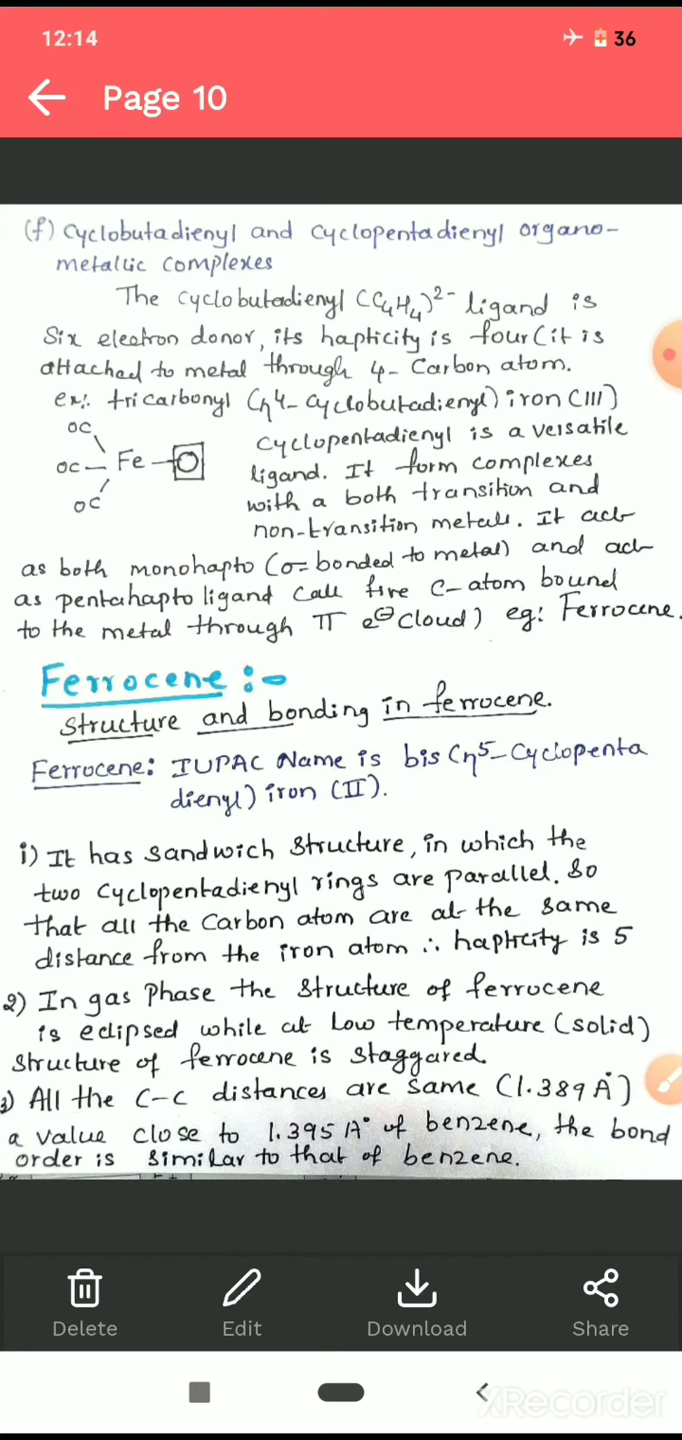 12:14
36
Page 10
(f) Cyclobutadienyl and Cyclopentadienyl organo-
metallic Complexes
The Cyclobutadienyl (C4H4)2- ligand is
Six electron donor, its hapticity is four (it is
attached to metal through 4- Carbon atom.
ex:. tricarbonyl (η4- cyclobutadienyl) iron (III)
OC
OC - Fe -
OC
Cyclopentadienyl is a versatile
ligand. It form complexes
with a both transition and
non-transition metals. It act
as both monohapto (σ=bonded to metal) and act
as pentahapto ligand Call five C-atom bound
to the metal through π e⊖ Cloud) eg: Ferrocene.
Ferrocene :-
Structure and bonding in ferrocene.
Ferrocene: IUPAC Name is bis (η5- Cyclopenta
dienyl) iron (II).
i) It has sandwich structure, in which the
two Cyclopentadienyl rings are parallel. So
that all the Carbon atom are at the same
distance from the iron atom ∴ hapticity is 5
2) In gas Phase the structure of ferrocene
is eclipsed while at low temperature (solid)
structure of ferrocene is staggared.
3) All the C-C distances are same (1.389 A°)
a value close to 1.395 A° of benzene, the bond
order is similar to that of benzene.
Delete
Edit
Download
Share
XRecorder